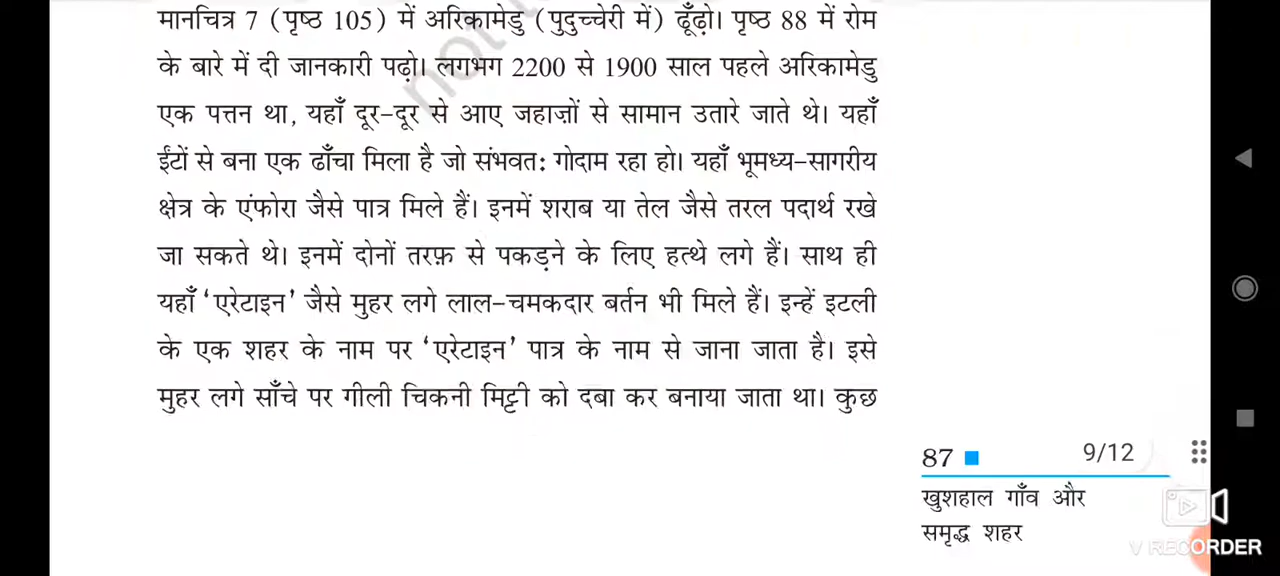 मानचित्र 7 (पृष्ठ 105) में अरिकामेडु (पुदुच्चेरी में) ढूँढ़ो। पृष्ठ 88 में रोम
के बारे में दी जानकारी पढ़ो। लगभग 2200 से 1900 साल पहले अरिकामेडु
एक पत्तन था, यहाँ दूर-दूर से आए जहाज़ों से सामान उतारे जाते थे। यहाँ
ईंटों से बना एक ढाँचा मिला है जो संभवतः गोदाम रहा हो। यहाँ भूमध्य-सागरीय
क्षेत्र के एंफोरा जैसे पात्र मिले हैं। इनमें शराब या तेल जैसे तरल पदार्थ रखे
जा सकते थे। इनमें दोनों तरफ़ से पकड़ने के लिए हत्थे लगे हैं। साथ ही
यहाँ ‘एरेटाइन’ जैसे मुहर लगे लाल-चमकदार बर्तन भी मिले हैं। इन्हें इटली
के एक शहर के नाम पर ‘एरेटाइन’ पात्र के नाम से जाना जाता है। इसे
मुहर लगे साँचे पर गीली चिकनी मिट्टी को दबा कर बनाया जाता था। कुछ
87
9/12
खुशहाल गाँव और
समृद्ध शहर
V RECORDER
not